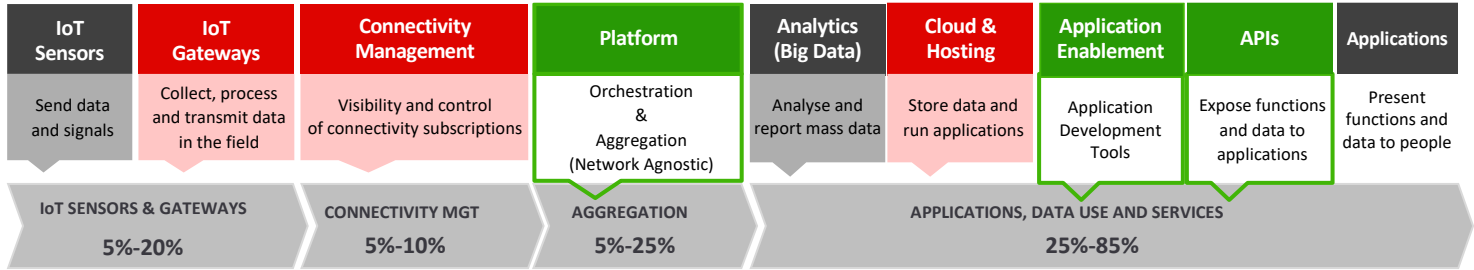 IoT
Sensors
IoT
Gateways
Connectivity
Management
Platform
Analytics
(Big Data)
Cloud &
Hosting
Application
Enablement
APIs
Applications
Send data
and signals
Collect, process
and transmit data
in the field
Visibility and control
of connectivity subscriptions
Orchestration
&
Aggregation
(Network Agnostic)
Analyse and
report mass data
Store data and
run applications
Application
Development
Tools
Expose functions
and data to
applications
Present
functions and
data to people
IoT SENSORS & GATEWAYS
5%-20%
CONNECTIVITY MGT
5%-10%
AGGREGATION
5%-25%
APPLICATIONS, DATA USE AND SERVICES
25%-85%